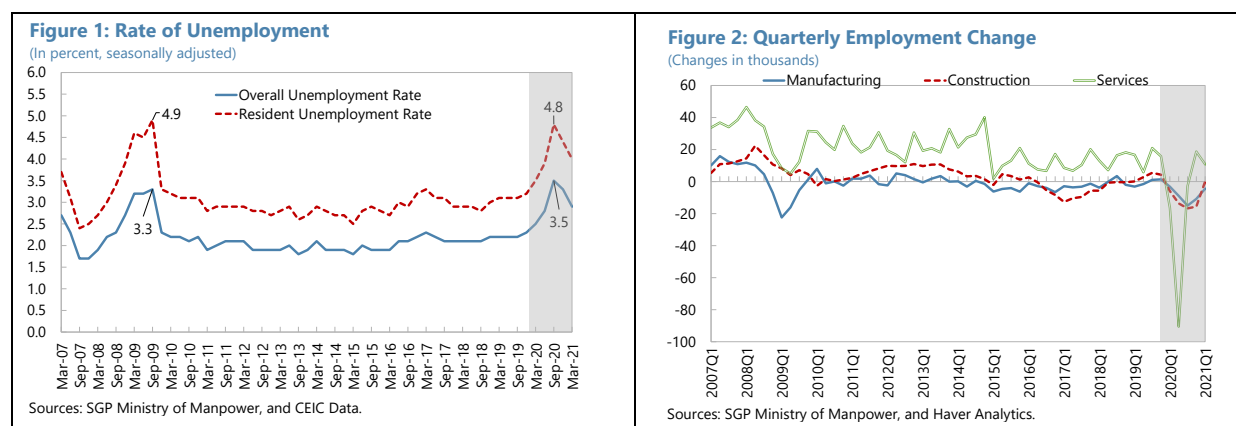 Figure 1: Rate of Unemployment
(In percent, seasonally adjusted)
6.0
5.5
5.0
4.5
4.0
3.5
3.0
2.5
2.0
1.5
1.0
0.5
0.0
Overall Unemployment Rate
Resident Unemployment Rate
4.9
3.3
4.8
3.5
Mar-07
Sep-07
Mar-08
Sep-08
Mar-09
Sep-09
Mar-10
Sep-10
Mar-11
Sep-11
Mar-12
Sep-12
Mar-13
Sep-13
Mar-14
Sep-14
Mar-15
Sep-15
Mar-16
Sep-16
Mar-17
Sep-17
Mar-18
Sep-18
Mar-19
Sep-19
Mar-20
Sep-20
Mar-21
Sources: SGP Ministry of Manpower, and CEIC Data.
Figure 2: Quarterly Employment Change
(Changes in thousands)
Manufacturing Construction Services
60
40
20
0
-20
-40
-60
-80
-100
2007Q1
2008Q1
2009Q1
2010Q1
2011Q1
2012Q1
2013Q1
2014Q1
2015Q1
2016Q1
2017Q1
2018Q1
2019Q1
2020Q1
2021Q1
Sources: SGP Ministry of Manpower, and Haver Analytics.